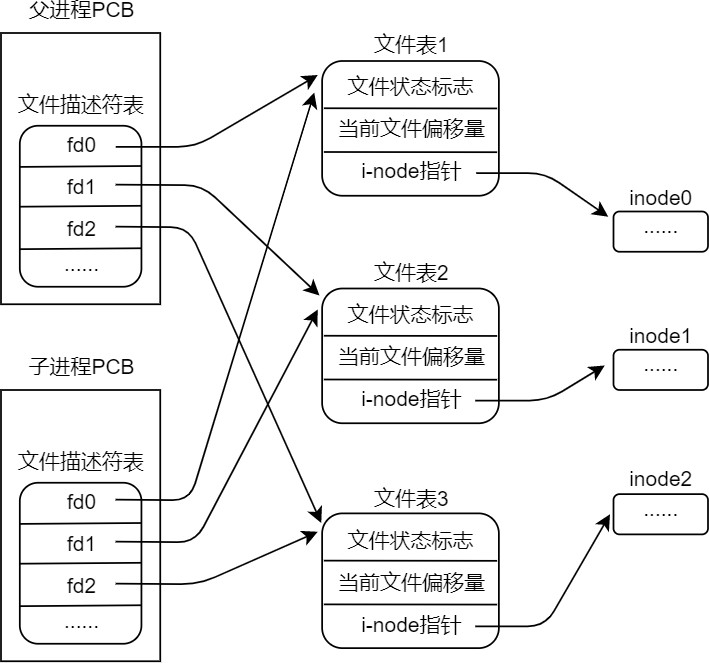 父进程PCB
文件描述符表
fd0
fd1
fd2
······
子进程PCB
文件描述符表
fd0
fd1
fd2
······
文件表1
文件状态标志
当前文件偏移量
i-node指针
文件表2
文件状态标志
当前文件偏移量
i-node指针
文件表3
文件状态标志
当前文件偏移量
i-node指针
inode0
······
inode1
······
inode2
······